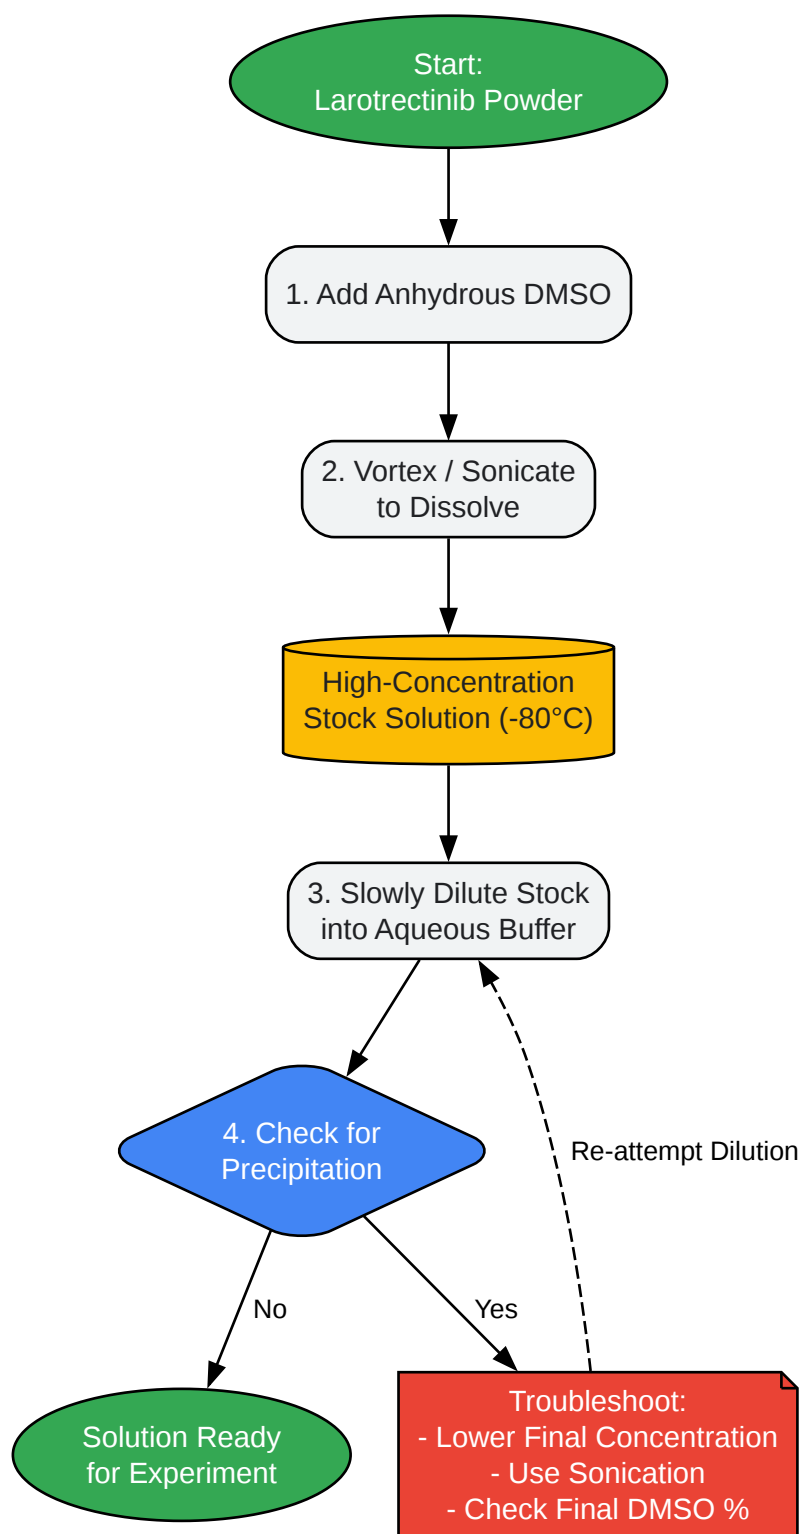 Start:
Larotrectinib Powder
1. Add Anhydrous DMSO
2. Vortex / Sonicate
to Dissolve
High-Concentration
Stock Solution (-80°C)
3. Slowly Dilute Stock
into Aqueous Buffer
4. Check for
Precipitation
Re-attempt Dilution
No
Yes
Solution Ready
for Experiment
Troubleshoot:
- Lower Final Concentration
- Use Sonication
- Check Final DMSO %